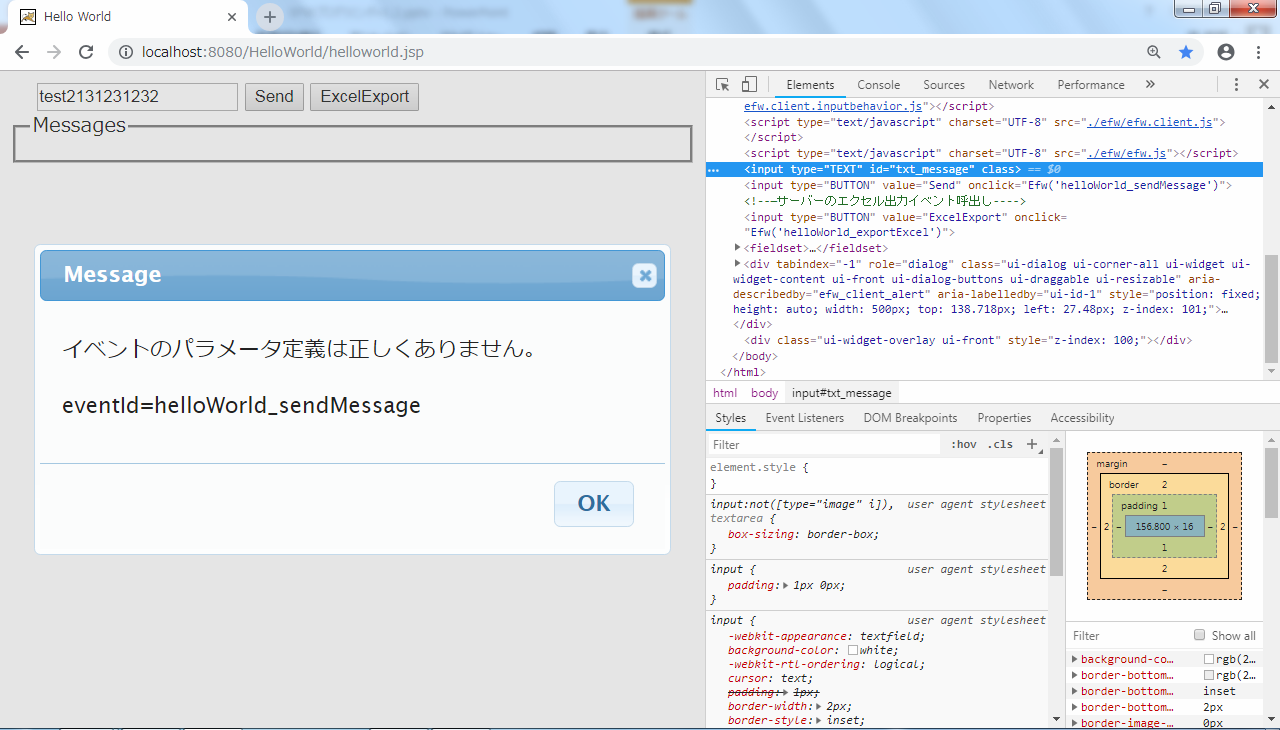 Hello World
localhost:8080/HelloWorld/helloworld.jsp
test2131231232 Send ExcelExport
Messages
Message
イベントのパラメータ定義は正しくありません。
eventId=helloWorld_sendMessage
OK
Elements Console Sources Network Performance »
efw.client.inputbehavior.js"></script>
<script type="text/javascript" charset="UTF-8" src="./efw/efw.client.js">
</script>
<script type="text/javascript" charset="UTF-8" src="./efw/efw.js"></script>
<input type="TEXT" id="txt_message" class> == $0
<input type="BUTTON" value="Send" onclick="Efw('helloWorld_sendMessage')">
<!---サーバーのエクセル出力イベント呼出し---->
<input type="BUTTON" value="ExcelExport" onclick=
"Efw('helloWorld_exportExcel')">
<fieldset>…</fieldset>
<div tabindex="-1" role="dialog" class="ui-dialog ui-corner-all ui-widget ui-
widget-content ui-front ui-dialog-buttons ui-draggable ui-resizable" aria-
describedby="efw_client_alert" aria-labelledby="ui-id-1" style="position: fixed;
height: auto; width: 500px; top: 138.718px; left: 27.48px; z-index: 101;">…
</div>
<div class="ui-widget-overlay ui-front" style="z-index: 100;"></div>
</body>
</html>
html body input#txt_message
Styles Event Listeners DOM Breakpoints Properties Accessibility
Filter :hov .cls +
element.style {
}
input:not([type="image" i]), user agent stylesheet
textarea {
box-sizing: border-box;
}
input { user agent stylesheet
padding: 1px 0px;
}
input { user agent stylesheet
-webkit-appearance: textfield;
background-color: white;
-webkit-rtl-ordering: logical;
cursor: text;
padding: 1px;
border-width: 2px;
border-style: inset;
margin –
border 2
padding 1
– 2 – 156.800 × 16 – 2 –
1
2
–
Filter Show all
background-co… rgb(2…
border-bottom… rgb(2…
border-bottom… inset
border-bottom… 2px
border-image-… 0px